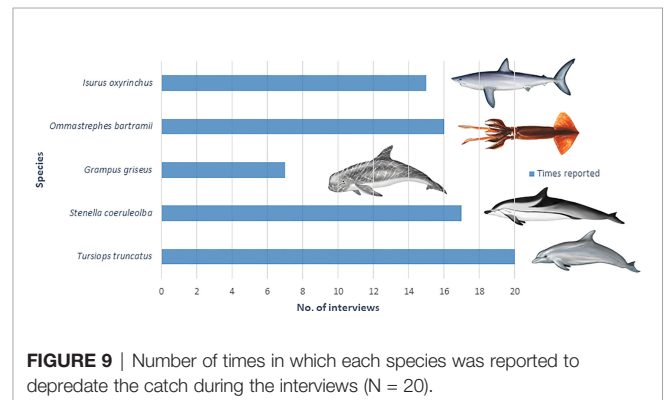 Species
Isurus oxyrinchus
Ommastrephes bartramii
Grampus griseus
Stenella coeruleolba
Tursiops truncatus
Times reported
0 2 4 6 8 10 12 14 16 18 20
No. of interviews
FIGURE 9 | Number of times in which each species was reported to
depredate the catch during the interviews (N = 20).